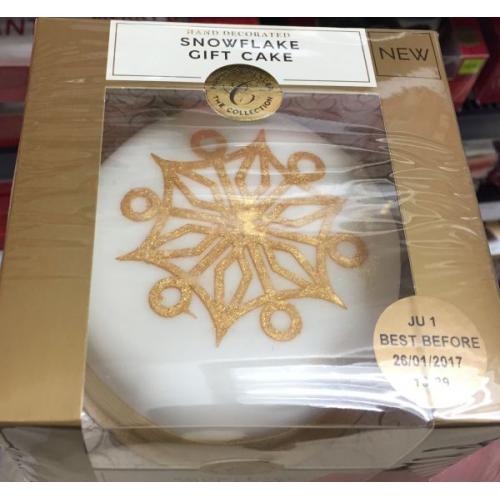 HAND DECORATED
SNOWFLAKE
GIFT CAKE
NEW
THE COLLECTION
JU 1
BEST BEFORE
26/01/2017